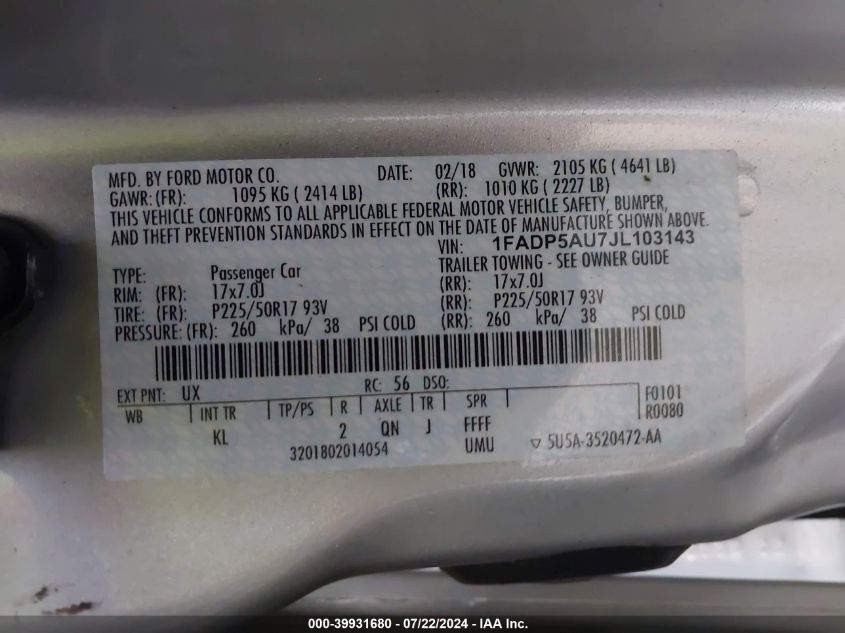 MFD. BY FORD MOTOR CO. DATE: 02/18 GVWR: 2105 KG ( 4641 LB)
GAWR: (FR): 1095 KG ( 2414 LB) (RR): 1010 KG ( 2227 LB)
THIS VEHICLE CONFORMS TO ALL APPLICABLE FEDERAL MOTOR VEHICLE SAFETY, BUMPER,
AND THEFT PREVENTION STANDARDS IN EFFECT ON THE DATE OF MANUFACTURE SHOWN ABOVE.
VIN: 1FADP5AU7JL103143
TYPE: Passenger Car TRAILER TOWING - SEE OWNER GUIDE
RIM: (FR): 17x7.0J (RR): 17x7.0J
TIRE: (FR): P225/50R17 93V (RR): P225/50R17 93V
PRESSURE: (FR): 260 kPa/ 38 PSI COLD (RR): 260 kPa/ 38 PSI COLD
EXT PNT: UX RC: 56 DSO:
WB INT TR TP/PS R AXLE TR SPR F0101
R0080
KL 2 QN J FFFF
3201802014054 UMU ▽ 5U5A-3520472-AA
000-39931680 - 07/22/2024 - IAA Inc.